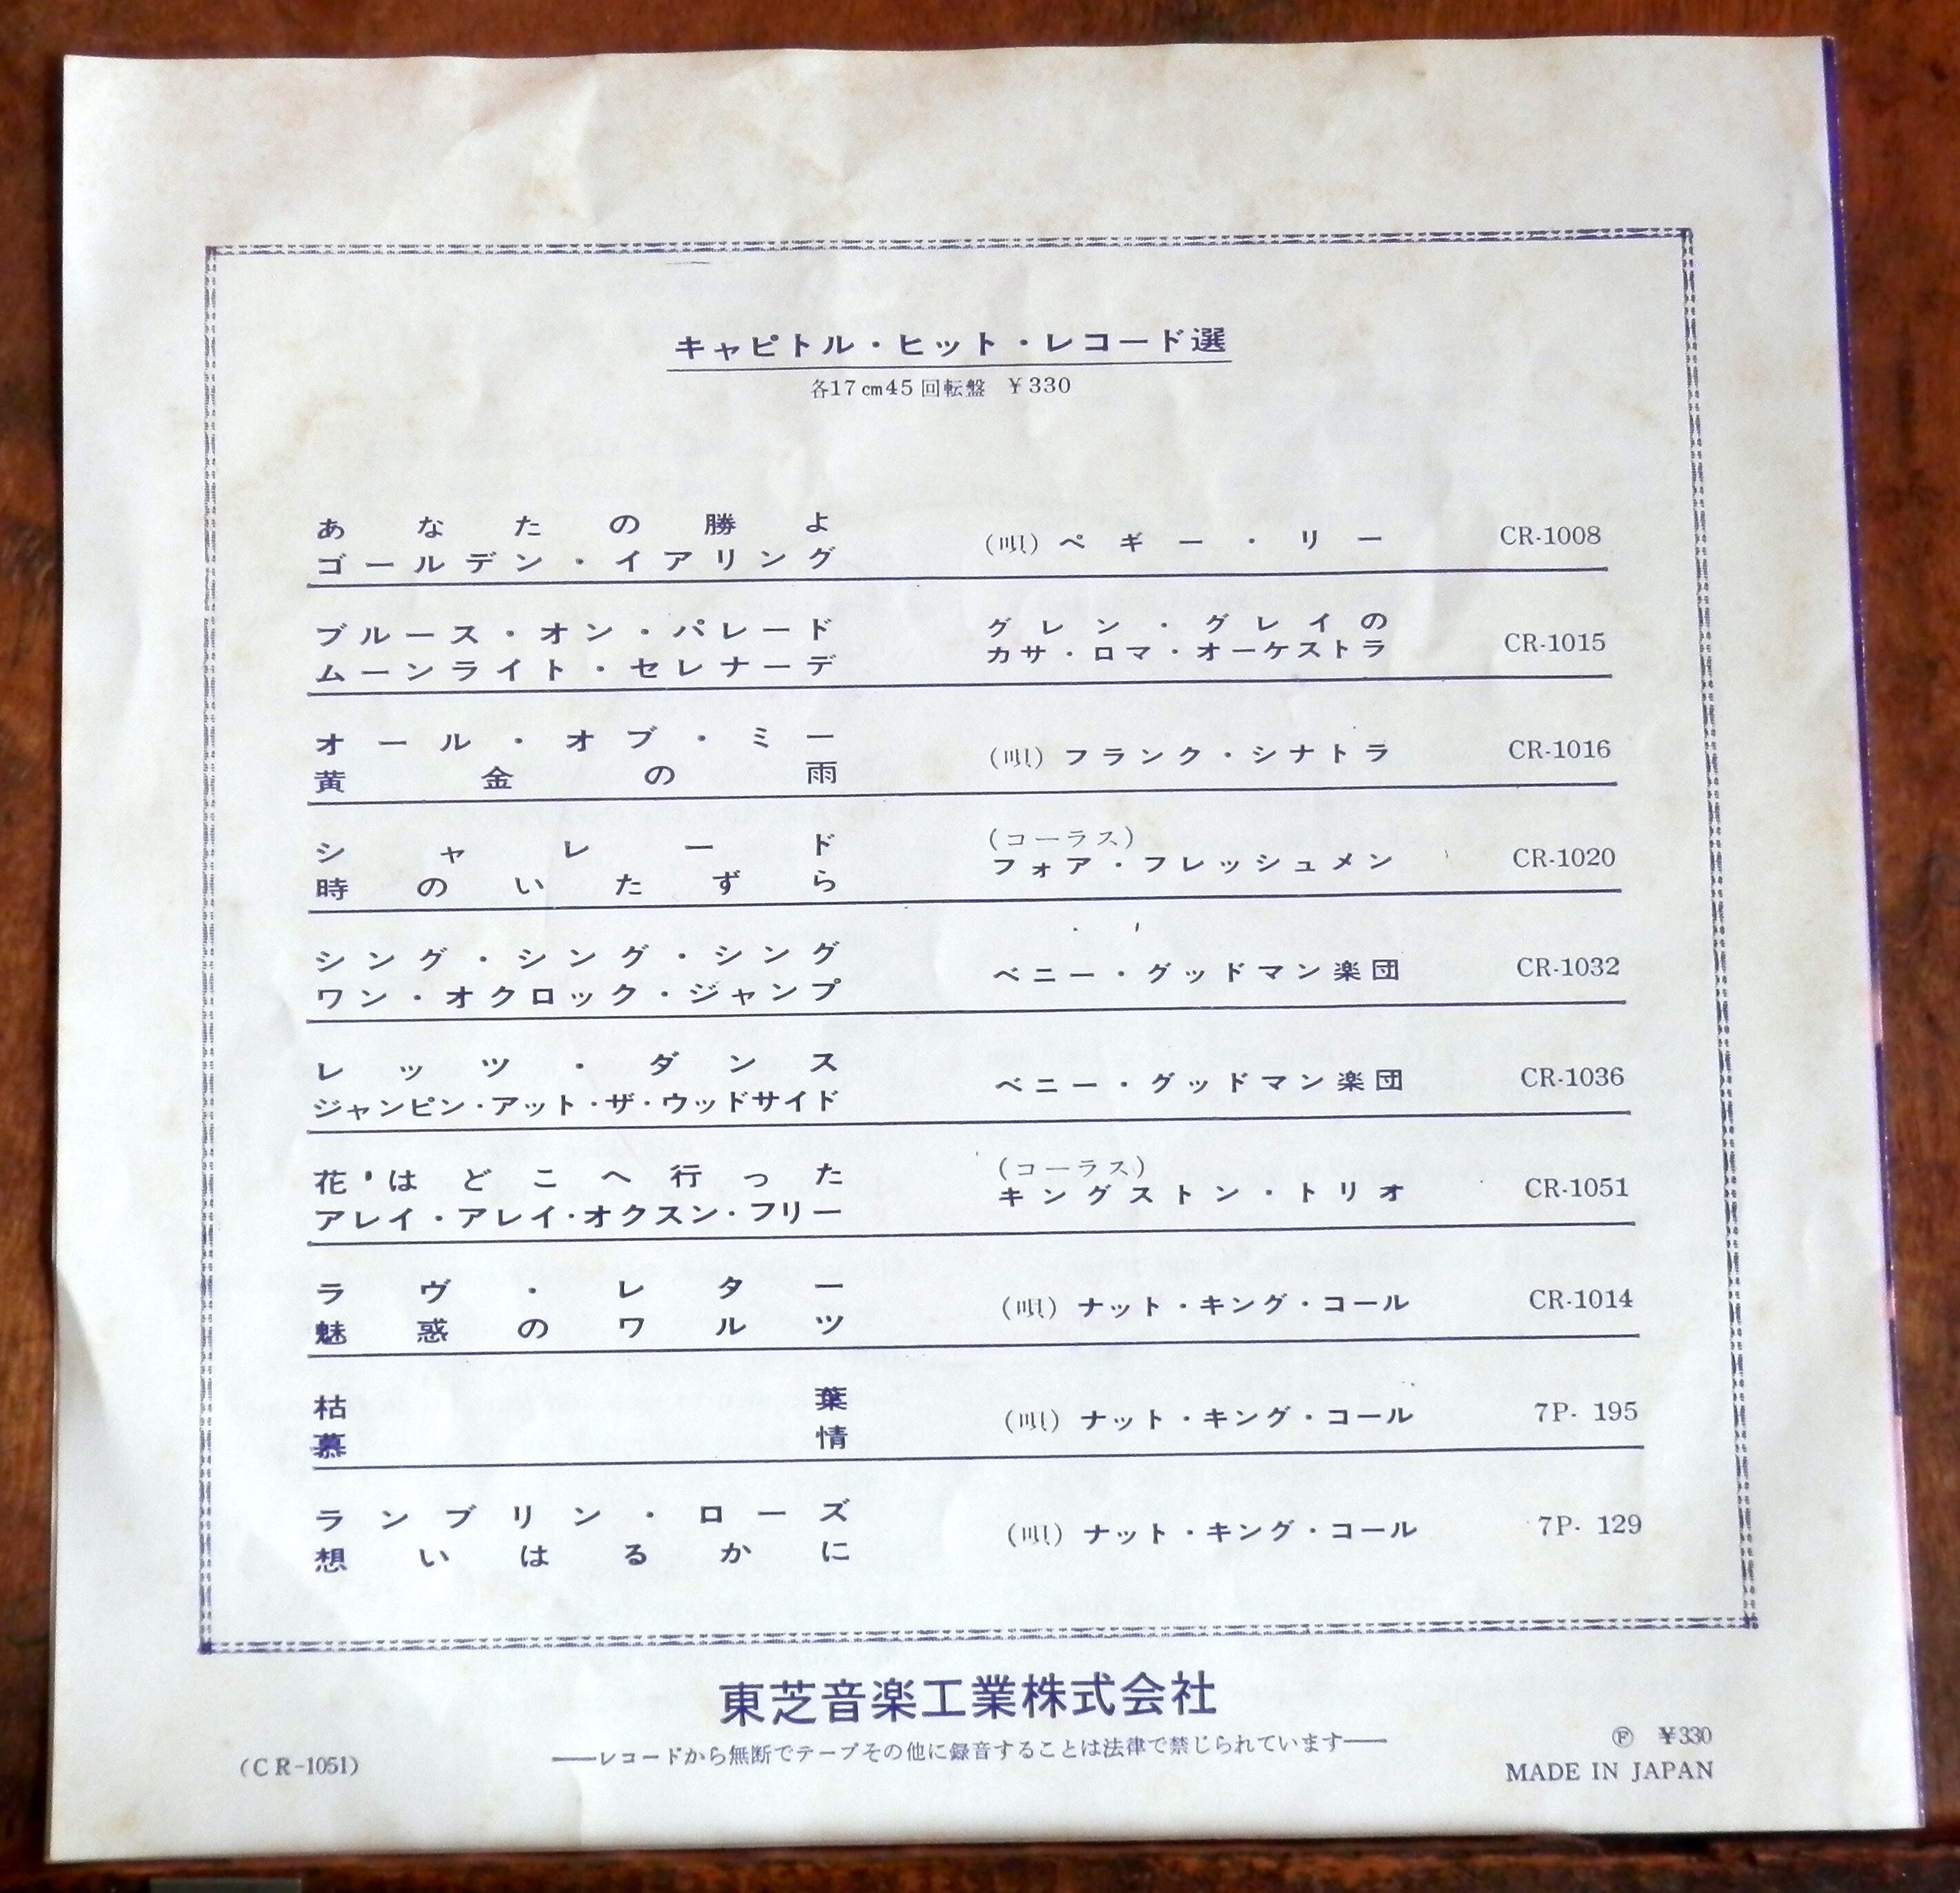 キャピトル・ヒット・レコード選
各17cm45回転盤 ¥330
あなたの勝よ
ゴールデン・イアリング
(唄) ペギー・リー
CR-1008
ブルース・オン・パレード
ムーンライト・セレナーデ
グレン・グレイの
カサ・ロマ・オーケストラ
CR-1015
オール・オブ・ミー
黄金の雨
(唄) フランク・シナトラ
CR-1016
シャレード
時のいたずら
(コーラス)
フォア・フレッシュメン
CR-1020
シング・シング・シング
ワン・オクロック・ジャンプ
ベニー・グッドマン楽団
CR-1032
レッツ・ダンス
ジャンピン・アット・ザ・ウッドサイド
ベニー・グッドマン楽団
CR-1036
花はどこへ行った
アレイ・アレイ・オクスン・フリー
(コーラス)
キングストン・トリオ
CR-1051
ラヴ・レター
魅惑のワルツ
(唄) ナット・キング・コール
CR-1014
枯葉
慕情
(唄) ナット・キング・コール
7P- 195
ランブリン・ローズ
想いはるかに
(唄) ナット・キング・コール
7P- 129
東芝音楽工業株式会社
――レコードから無断でテープその他に録音することは法律で禁じられています――
(CR-1051)
Ⓟ ¥330
MADE IN JAPAN